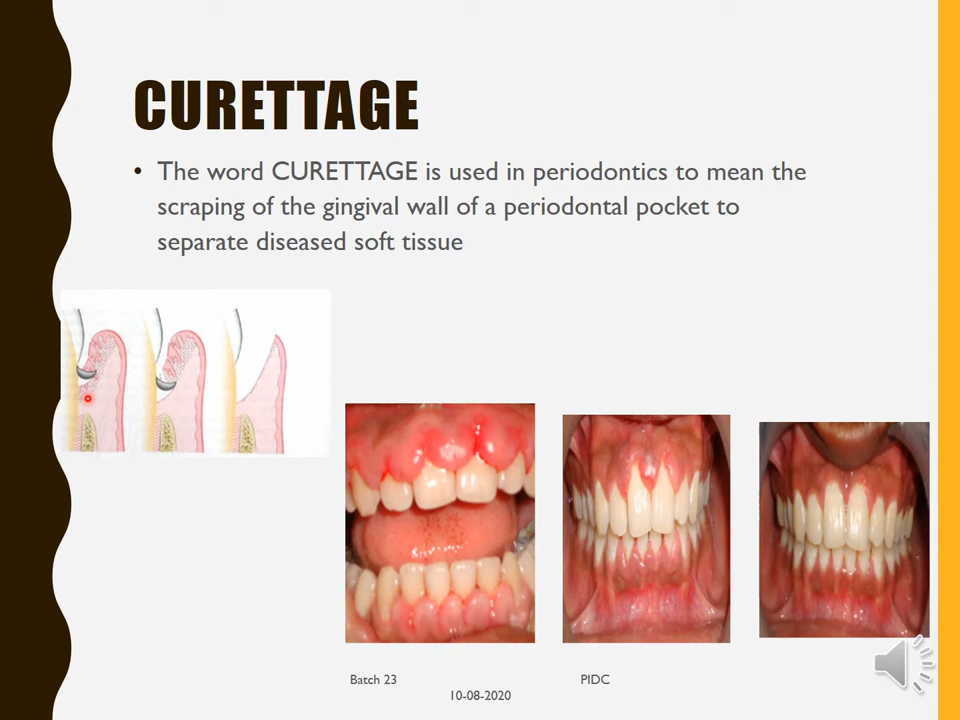 CURETTAGE
• The word CURETTAGE is used in periodontics to mean the
scraping of the gingival wall of a periodontal pocket to
separate diseased soft tissue
Batch 23
PIDC
10-08-2020